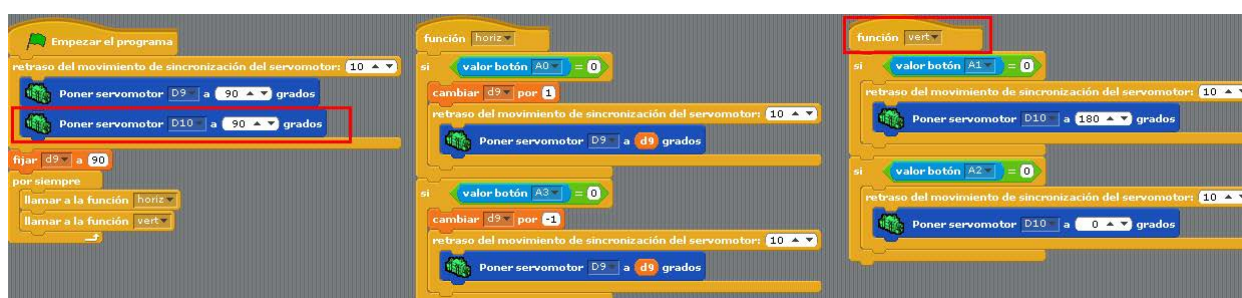 Empezar el programa
retraso del movimiento de sincronización del servomotor: 10
Poner servomotor D9 a 90 grados
Poner servomotor D10 a 90 grados
fijar d9 a 90
por siempre
llamar a la función horiz
llamar a la función vert
función horiz
si valor botón A0 = 0
cambiar d9 por 1
retraso del movimiento de sincronización del servomotor: 10
Poner servomotor D9 a d9 grados
si valor botón A3 = 0
cambiar d9 por -1
retraso del movimiento de sincronización del servomotor: 10
Poner servomotor D9 a d9 grados
función vert
si valor botón A1 = 0
retraso del movimiento de sincronización del servomotor: 10
Poner servomotor D10 a 180 grados
si valor botón A2 = 0
retraso del movimiento de sincronización del servomotor: 10
Poner servomotor D10 a 0 grados